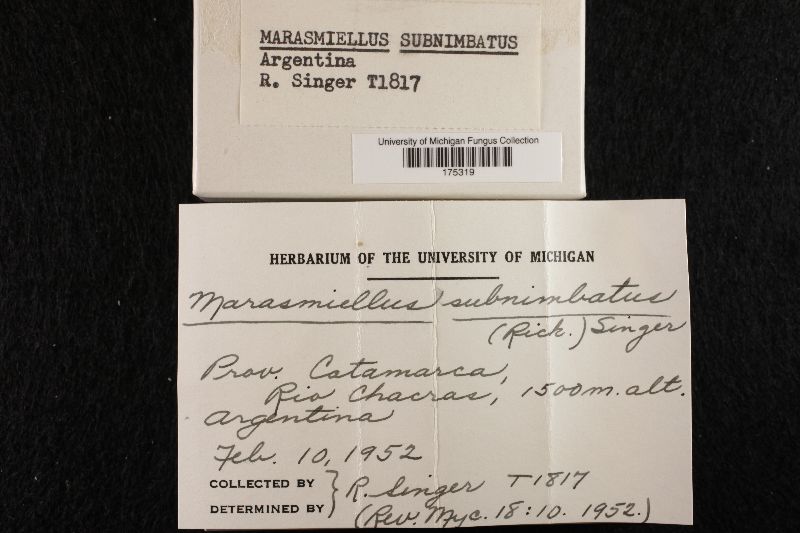 MARASMIELLUS SUBNIMBATUS
Argentina
R. Singer T1817
University of Michigan Fungus Collection
175319
HERBARIUM OF THE UNIVERSITY OF MICHIGAN
Marasmiellus subnimbatus
(Rick.) Singer
Prov. Catamarca,
Rio Chacras, 1500 m. alt.
Argentina
Feb. 10, 1952
COLLECTED BY } R. Singer T1817
DETERMINED BY (Rev. Myc. 18:10. 1952.)